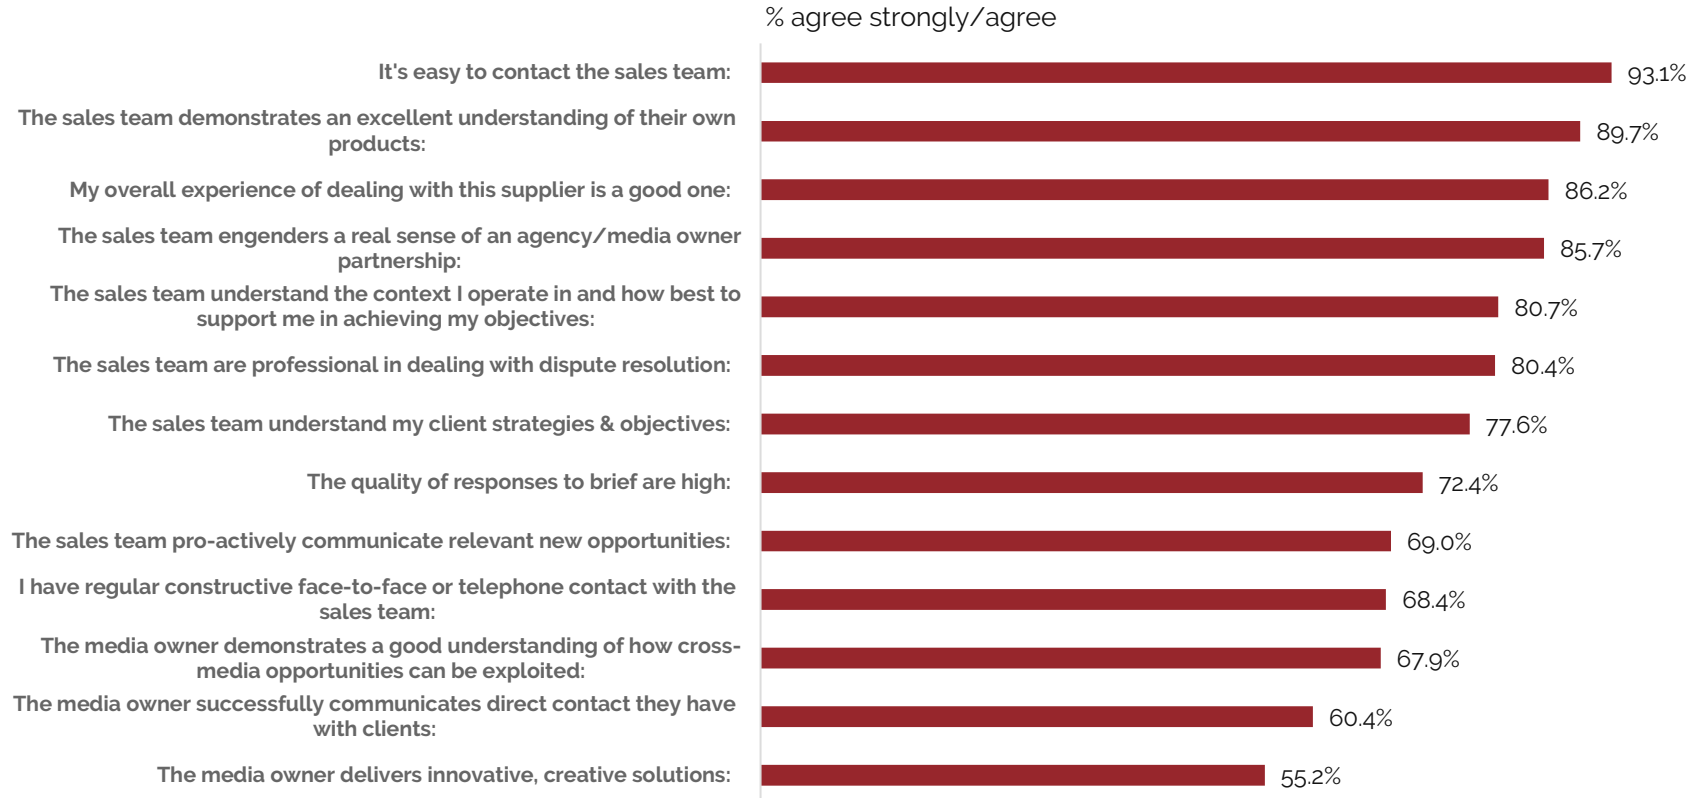 % agree strongly/agree
It's easy to contact the sales team:
93.1%
The sales team demonstrates an excellent understanding of their own
products:
89.7%
My overall experience of dealing with this supplier is a good one:
86.2%
The sales team engenders a real sense of an agency/media owner
partnership:
85.7%
The sales team understand the context I operate in and how best to
support me in achieving my objectives:
80.7%
The sales team are professional in dealing with dispute resolution:
80.4%
The sales team understand my client strategies & objectives:
77.6%
The quality of responses to brief are high:
72.4%
The sales team pro-actively communicate relevant new opportunities:
69.0%
I have regular constructive face-to-face or telephone contact with the
sales team:
68.4%
The media owner demonstrates a good understanding of how cross-
media opportunities can be exploited:
67.9%
The media owner successfully communicates direct contact they have
with clients:
60.4%
The media owner delivers innovative, creative solutions:
55.2%